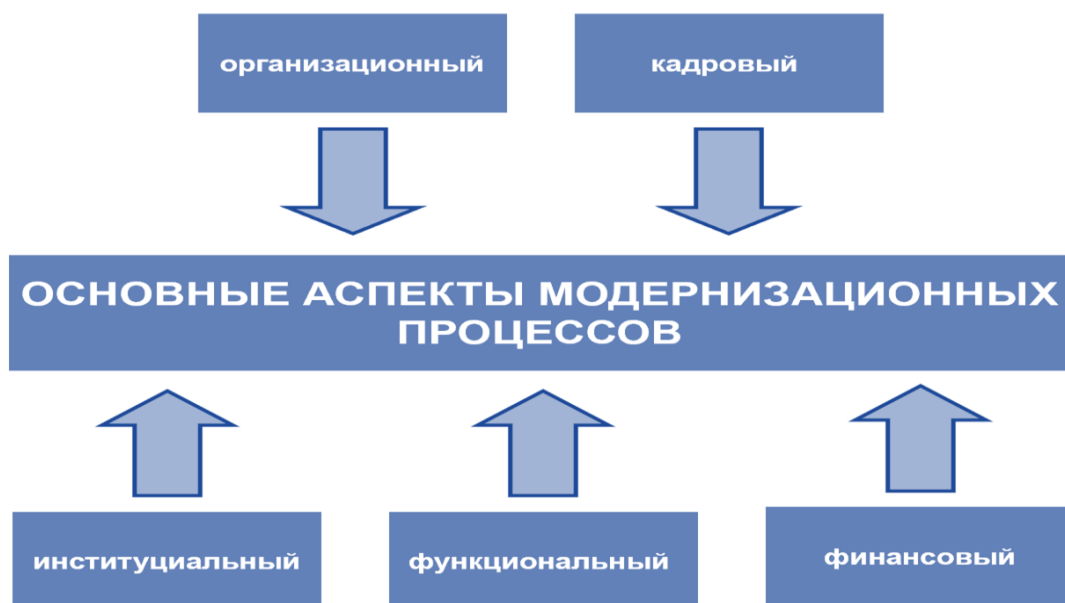 организационный
кадровый
ОСНОВНЫЕ АСПЕКТЫ МОДЕРНИЗАЦИОННЫХ
ПРОЦЕССОВ
институциальный
функциональный
финансовый